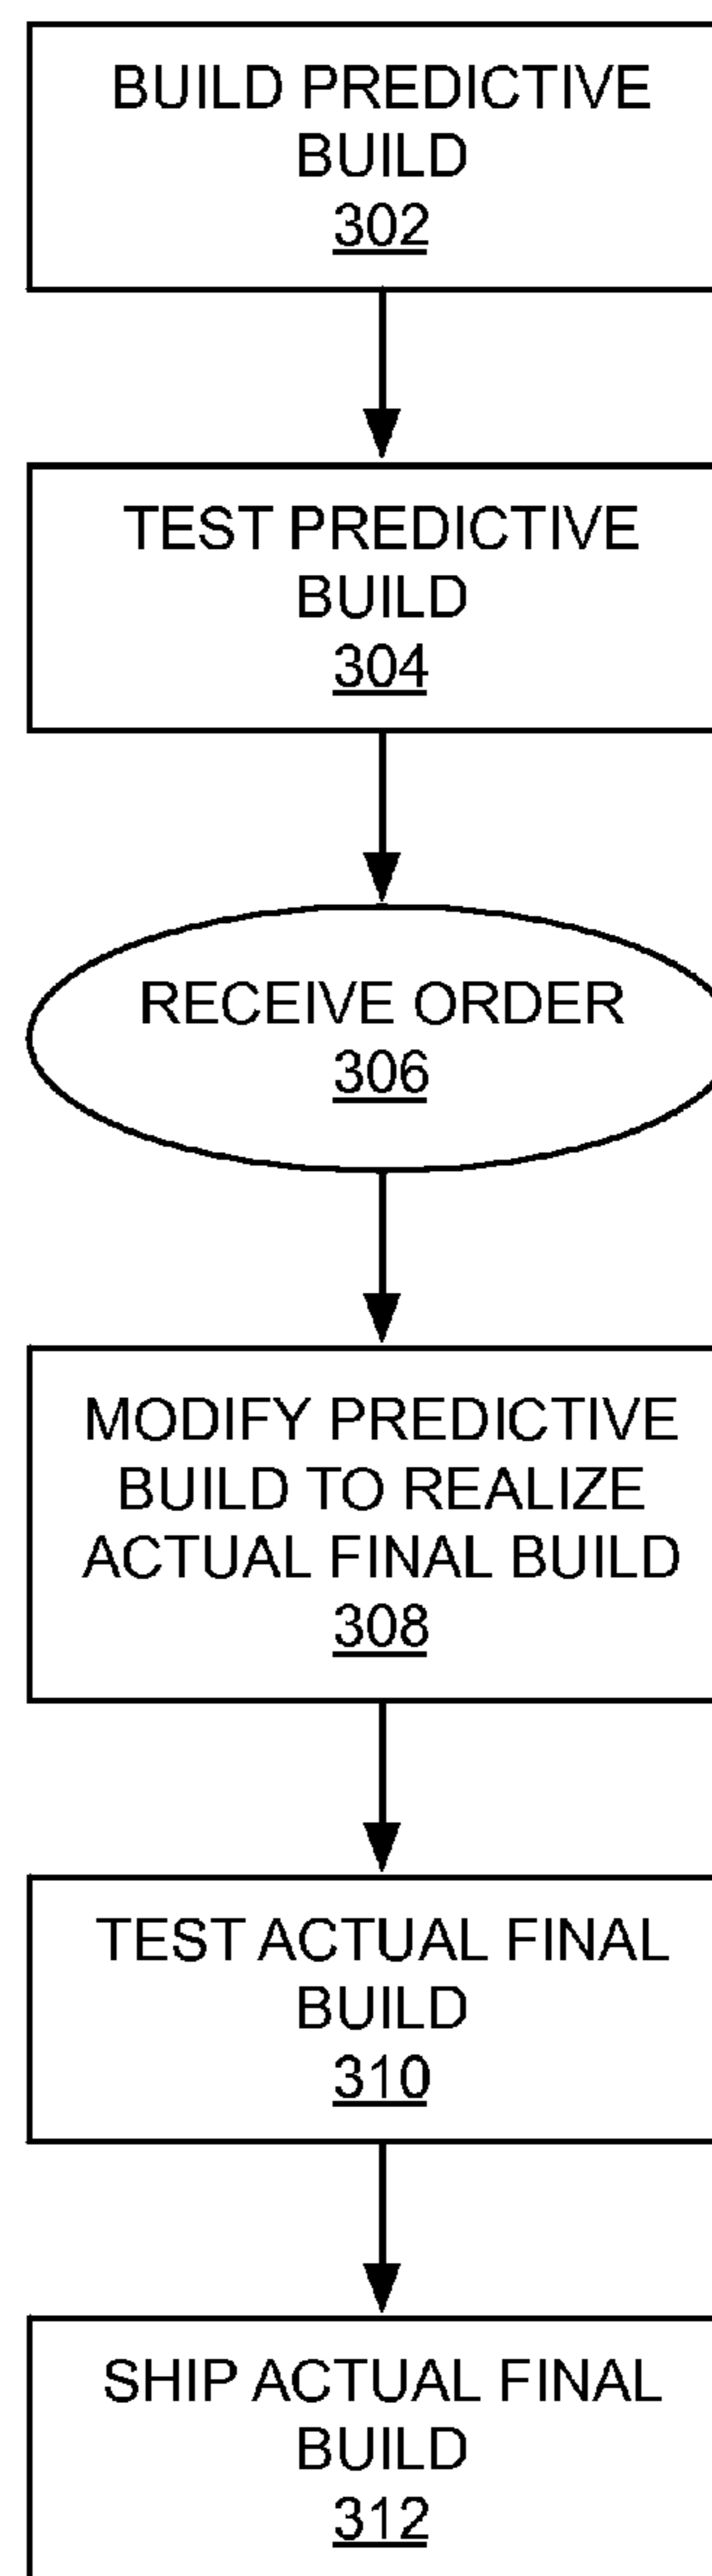 BUILD PREDICTIVE
BUILD
302
TEST PREDICTIVE
BUILD
304
RECEIVE ORDER
306
MODIFY PREDICTIVE
BUILD TO REALIZE
ACTUAL FINAL BUILD
308
TEST ACTUAL FINAL
BUILD
310
SHIP ACTUAL FINAL
BUILD
312